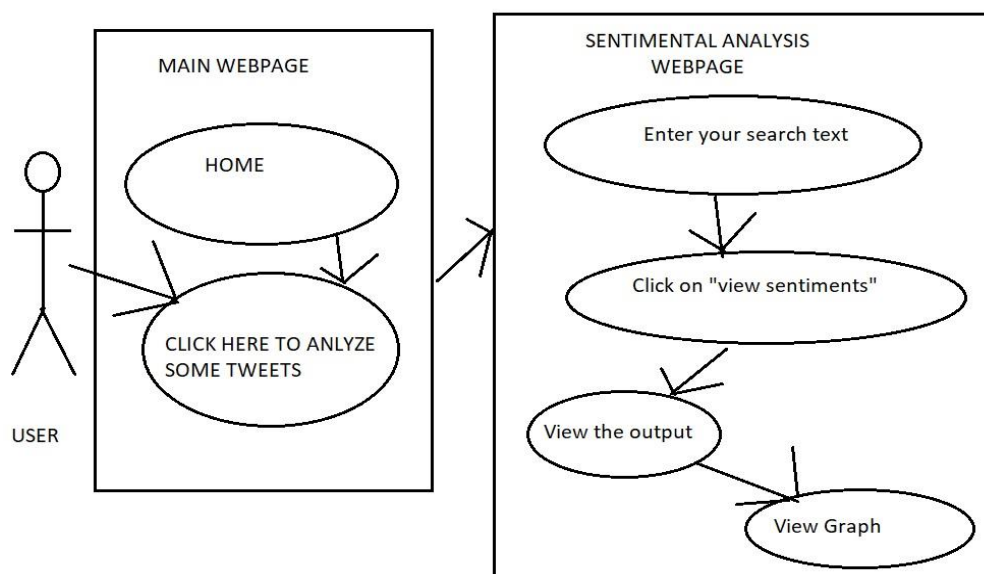 MAIN WEBPAGE
HOME
CLICK HERE TO ANLYZE
SOME TWEETS
USER
SENTIMENTAL ANALYSIS
WEBPAGE
Enter your search text
Click on "view sentiments"
View the output
View Graph